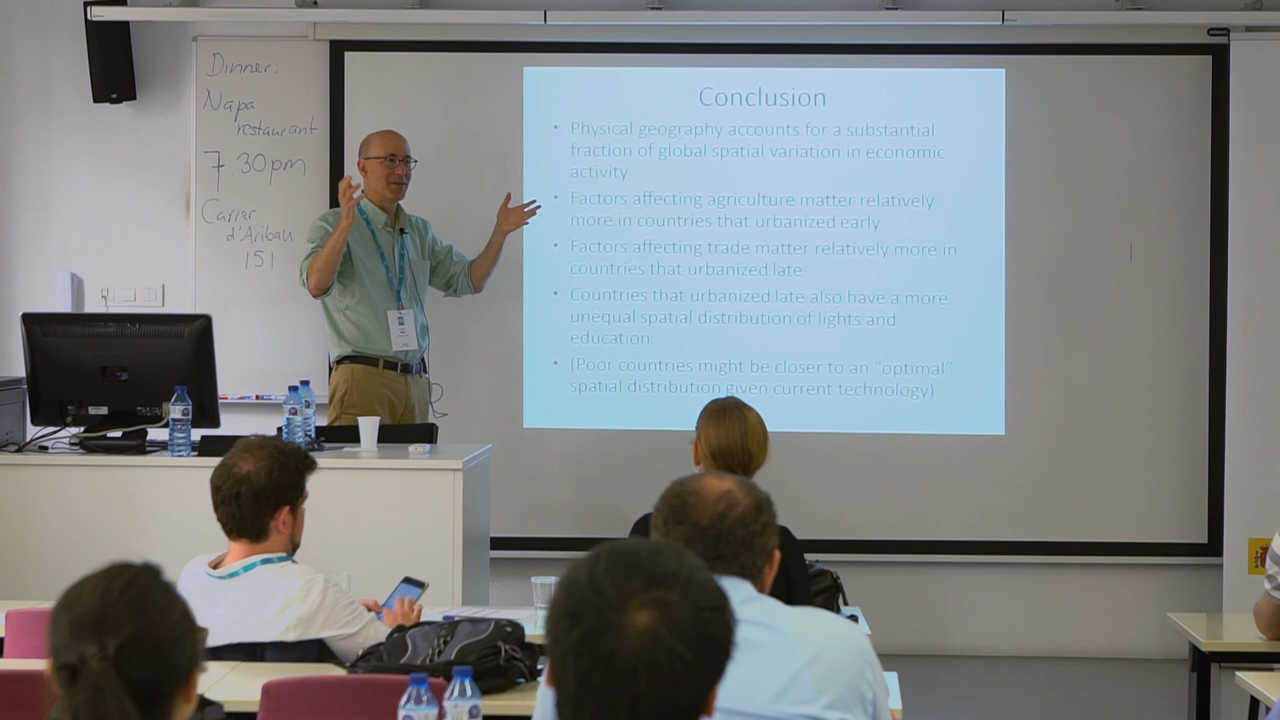 Dinner:
Napa
restaurant
7.30pm
Carrer
d'Aribau
151
Conclusion
• Physical geography accounts for a substantial
fraction of global spatial variation in economic
activity
• Factors affecting agriculture matter relatively
more in countries that urbanized early
• Factors affecting trade matter relatively more in
countries that urbanized late
• Countries that urbanized late also have a more
unequal spatial distribution of lights and
education
• (Poor countries might be closer to an "optimal"
spatial distribution given current technology)